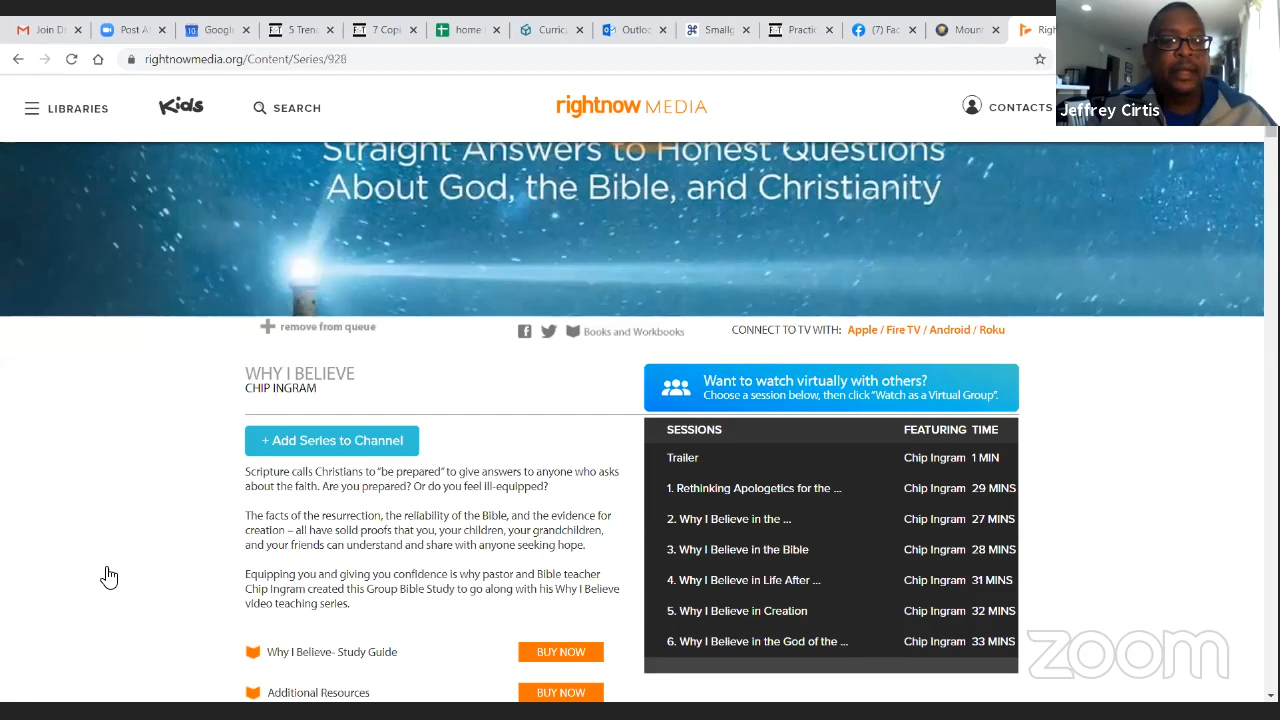 Join D
Post A
Google
5 Tren
7 Copi
home
Curricu
Outloo
Smallg
Practic
(7) Fac
Mount
Righ
rightnowmedia.org/Content/Series/928
LIBRARIES
Kids
SEARCH
rightnow MEDIA
CONTACTS
Jeffrey Cirtis
Straight Answers to Honest Questions
About God, the Bible, and Christianity
remove from queue
Books and Workbooks
CONNECT TO TV WITH: Apple / Fire TV / Android / Roku
WHY I BELIEVE
CHIP INGRAM
+ Add Series to Channel
Scripture calls Christians to “be prepared” to give answers to anyone who asks
about the faith. Are you prepared? Or do you feel ill-equipped?
The facts of the resurrection, the reliability of the Bible, and the evidence for
creation – all have solid proofs that you, your children, your grandchildren,
and your friends can understand and share with anyone seeking hope.
Equipping you and giving you confidence is why pastor and Bible teacher
Chip Ingram created this Group Bible Study to go along with his Why I Believe
video teaching series.
Why I Believe- Study Guide BUY NOW
Additional Resources BUY NOW
Want to watch virtually with others?
Choose a session below, then click “Watch as a Virtual Group”.
SESSIONS FEATURING TIME
Trailer Chip Ingram 1 MIN
1. Rethinking Apologetics for the ... Chip Ingram 29 MINS
2. Why I Believe in the ... Chip Ingram 27 MINS
3. Why I Believe in the Bible Chip Ingram 28 MINS
4. Why I Believe in Life After ... Chip Ingram 31 MINS
5. Why I Believe in Creation Chip Ingram 32 MINS
6. Why I Believe in the God of the ... Chip Ingram 33 MINS
zoom